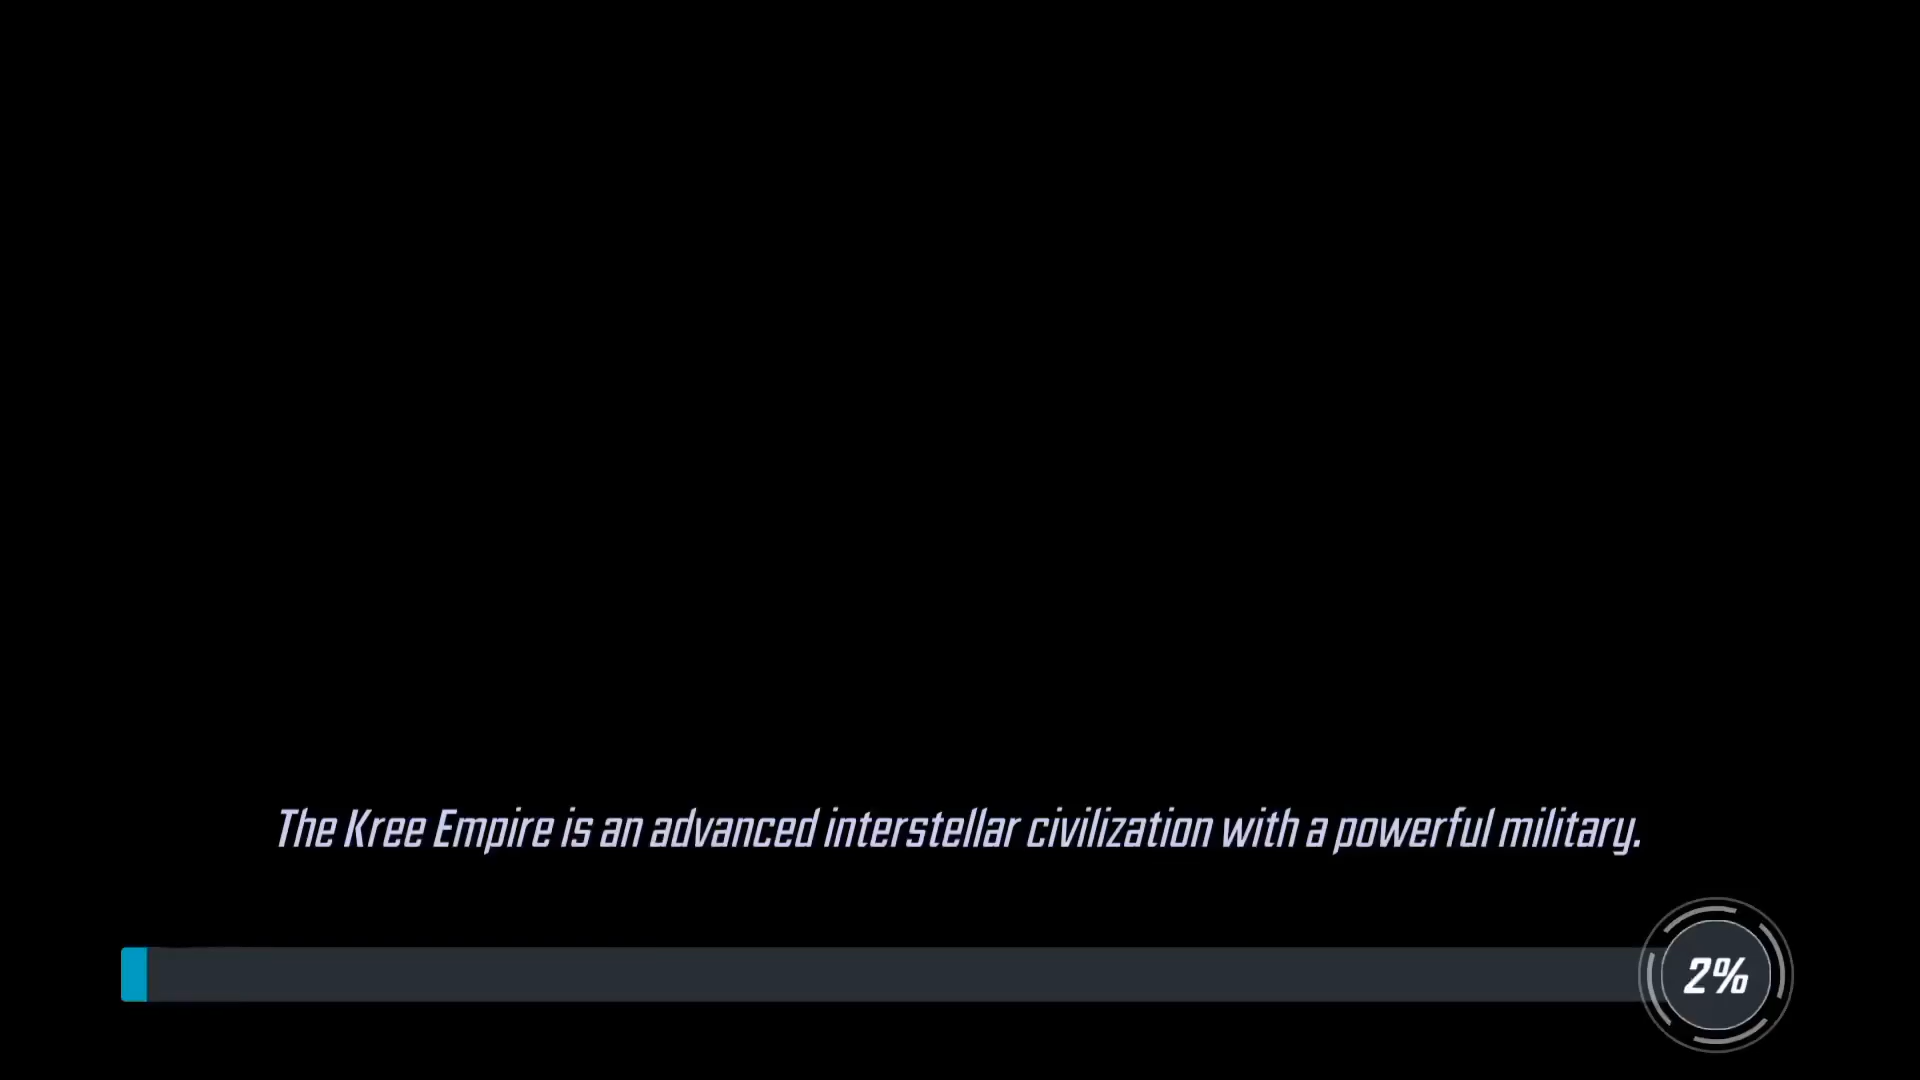 The Kree Empire is an advanced interstellar civilization with a powerful military.
2%